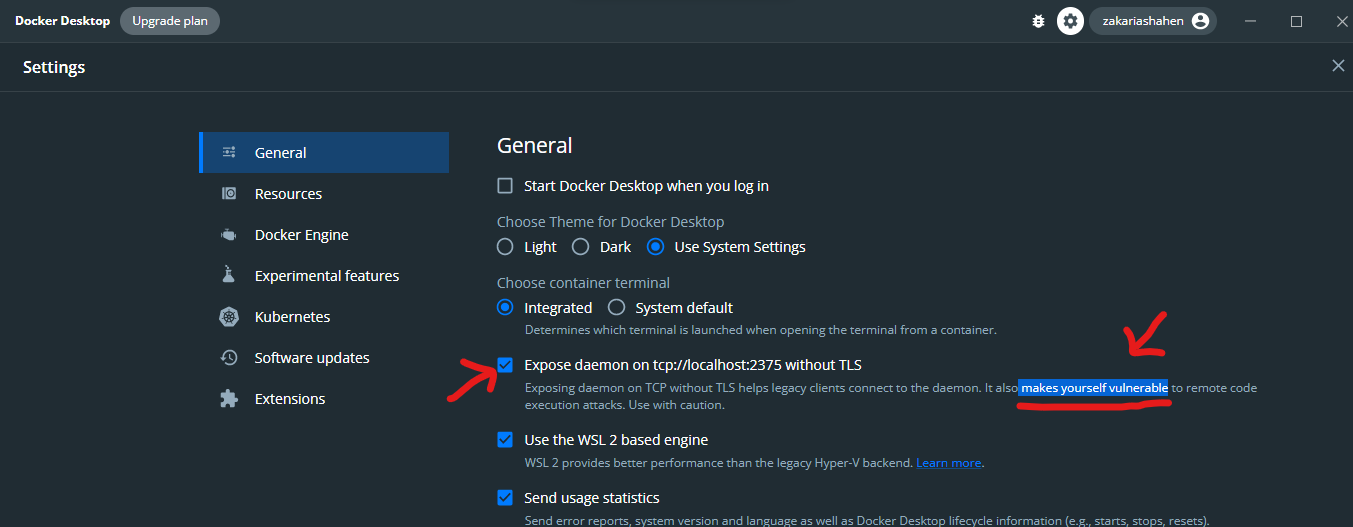 Docker Desktop Upgrade plan zakariashahen
Settings
General
Resources
Docker Engine
Experimental features
Kubernetes
Software updates
Extensions
General
Start Docker Desktop when you log in
Choose Theme for Docker Desktop
Light Dark Use System Settings
Choose container terminal
Integrated System default
Determines which terminal is launched when opening the terminal from a container.
Expose daemon on tcp://localhost:2375 without TLS
Exposing daemon on TCP without TLS helps legacy clients connect to the daemon. It also makes yourself vulnerable to remote code
execution attacks. Use with caution.
Use the WSL 2 based engine
WSL 2 provides better performance than the legacy Hyper-V backend. Learn more.
Send usage statistics
Send error reports, system version and language as well as Docker Desktop lifecycle information (e.g., starts, stops, resets).